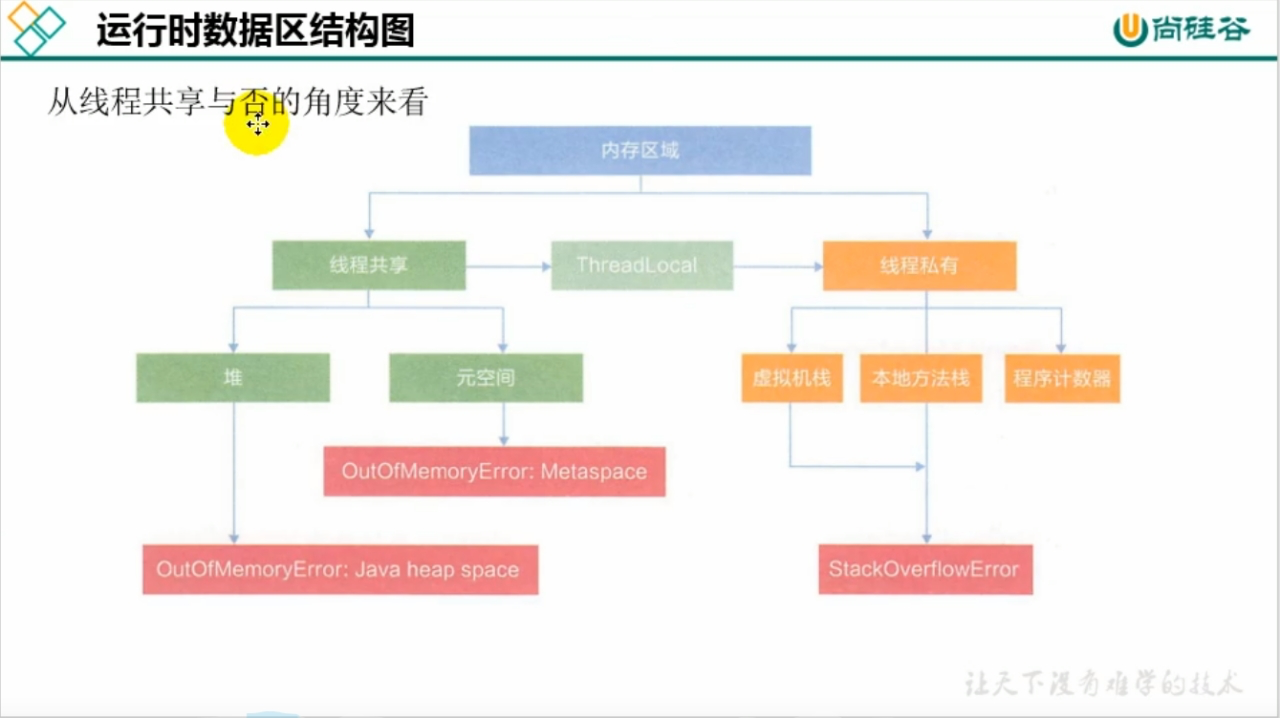 运行时数据区结构图
尚硅谷
从线程共享与否的角度来看
内存区域
线程共享
ThreadLocal
线程私有
堆
元空间
虚拟机栈
本地方法栈
程序计数器
OutOfMemoryError: Metaspace
OutOfMemoryError: Java heap space
StackOverflowError
让天下没有难学的技术